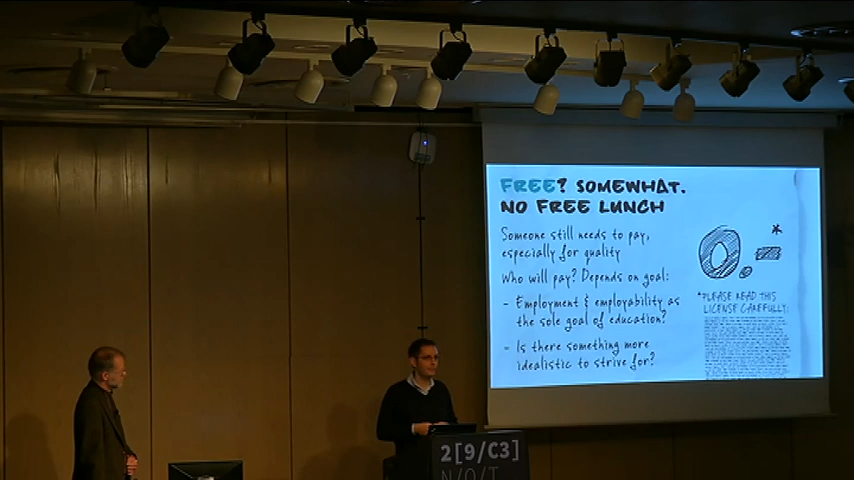 FREE? SOMEWHAT.
NO FREE LUNCH
Someone still needs to pay,
especially for quality
Who will pay? Depends on goal:
- Employment & employability as
the sole goal of education?
- Is there something more
idealistic to strive for?
*PLEASE READ THIS
LICENSE CAREFULLY:
2[9/C3]
N/O/T